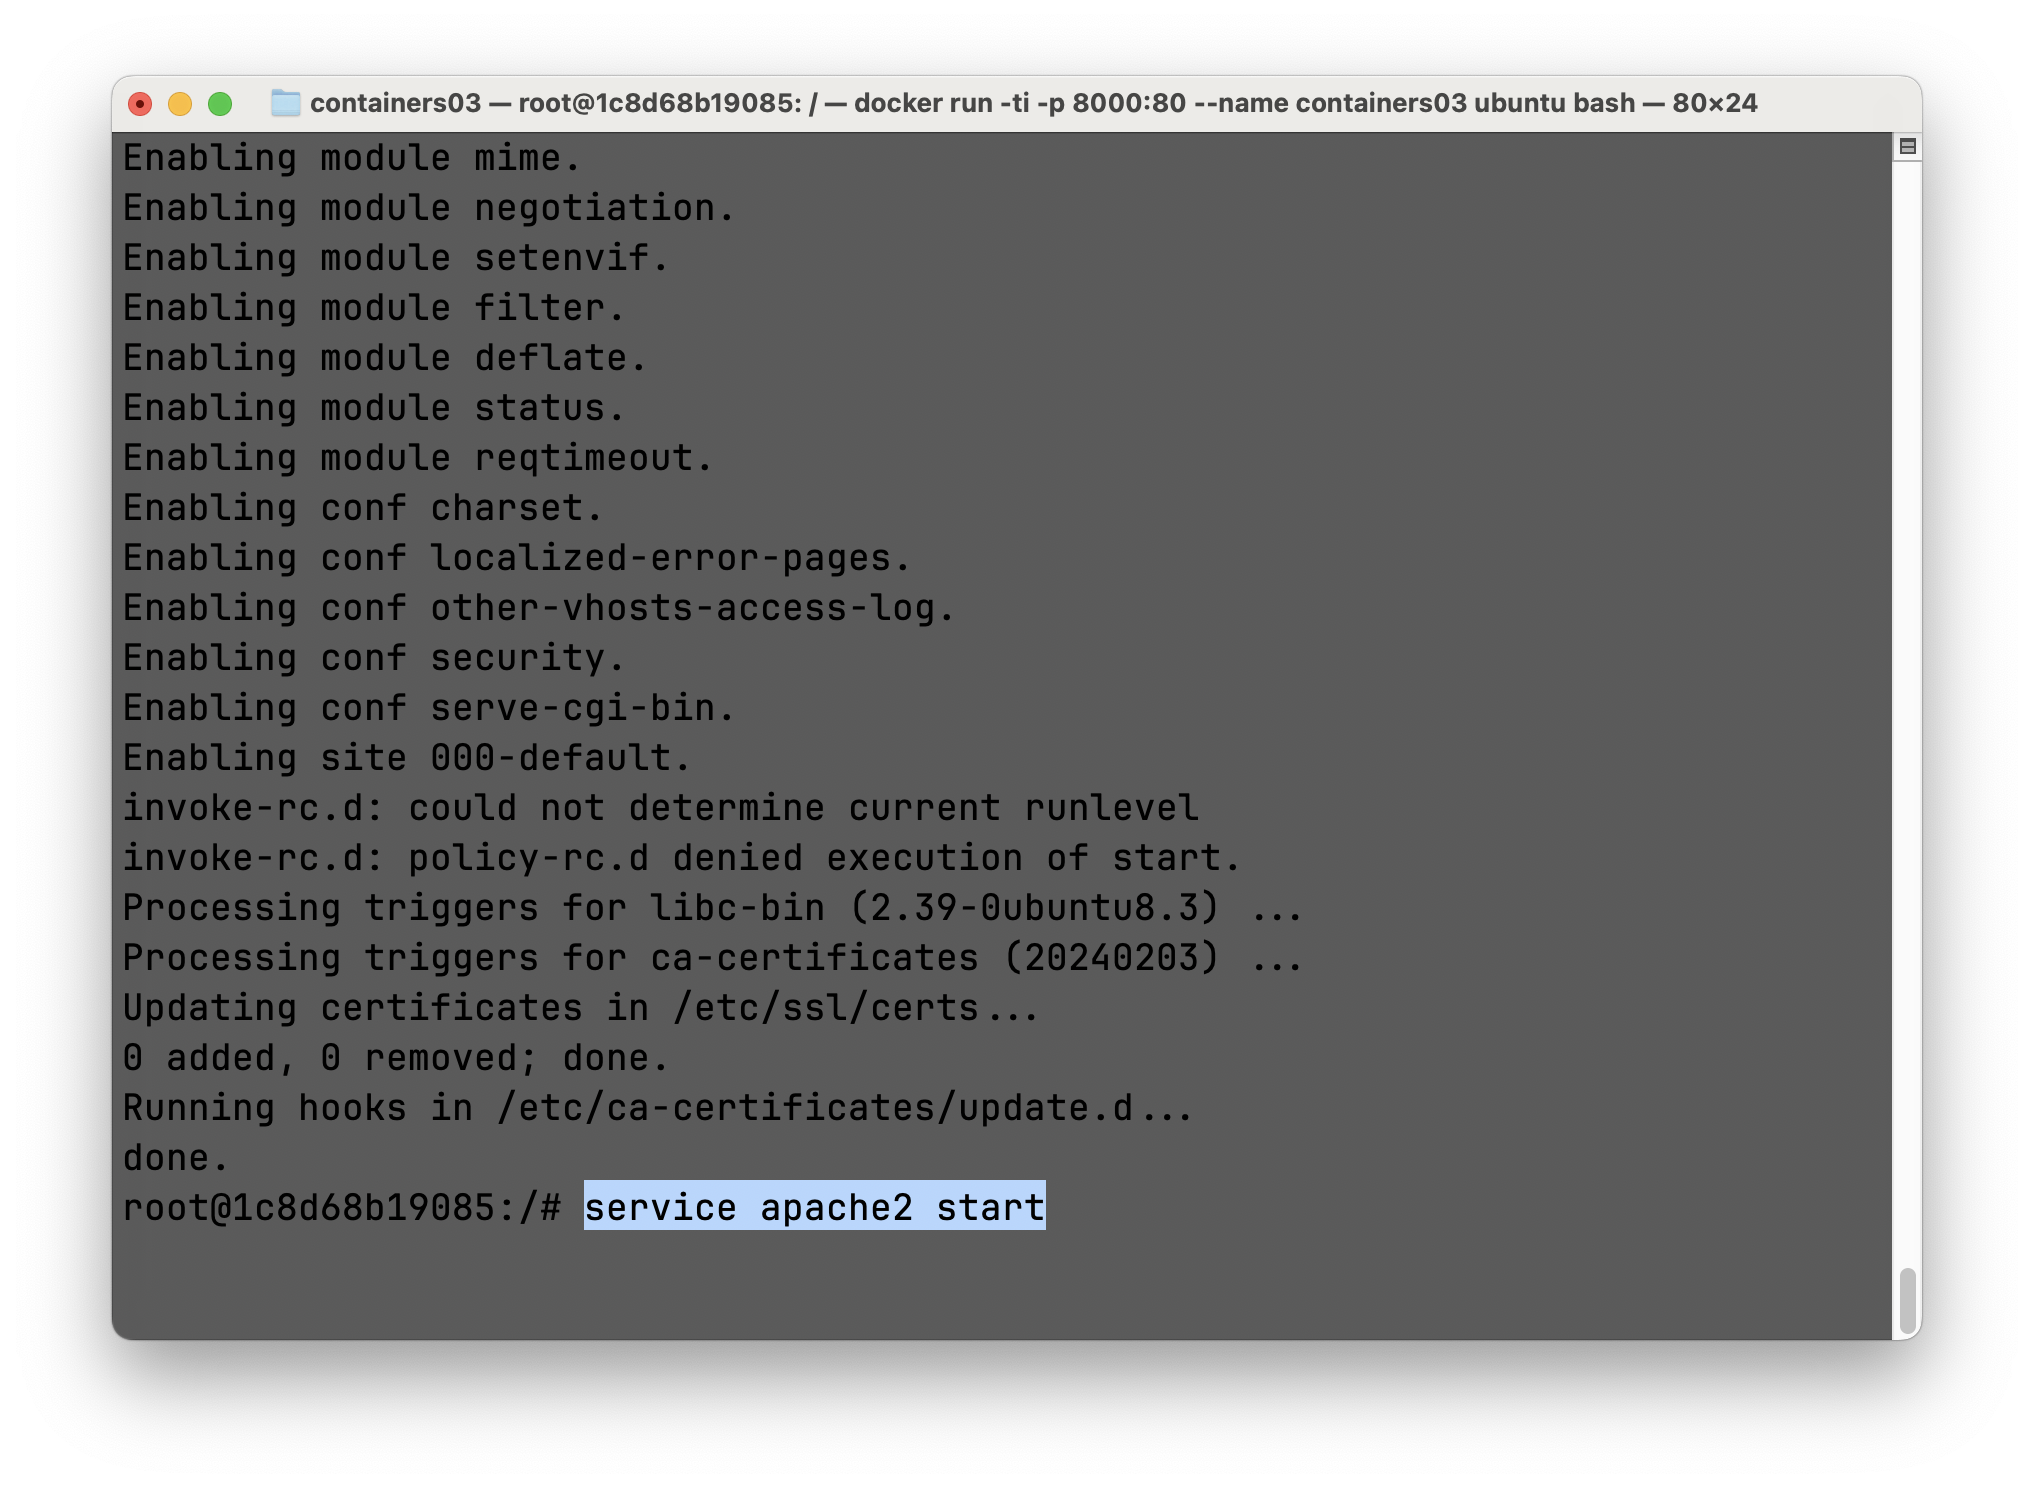 containers03 — root@1c8d68b19085: / — docker run -ti -p 8000:80 --name containers03 ubuntu bash — 80×24
Enabling module mime.
Enabling module negotiation.
Enabling module setenvif.
Enabling module filter.
Enabling module deflate.
Enabling module status.
Enabling module reqtimeout.
Enabling conf charset.
Enabling conf localized-error-pages.
Enabling conf other-vhosts-access-log.
Enabling conf security.
Enabling conf serve-cgi-bin.
Enabling site 000-default.
invoke-rc.d: could not determine current runlevel
invoke-rc.d: policy-rc.d denied execution of start.
Processing triggers for libc-bin (2.39-0ubuntu8.3) ...
Processing triggers for ca-certificates (20240203) ...
Updating certificates in /etc/ssl/certs...
0 added, 0 removed; done.
Running hooks in /etc/ca-certificates/update.d...
done.
root@1c8d68b19085:/# service apache2 start